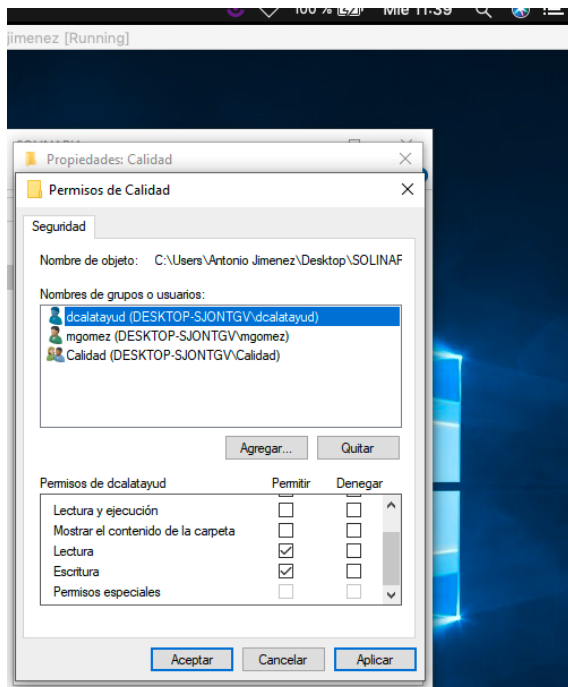 100 % Mié 11:39
jimenez [Running]
Propiedades: Calidad
Permisos de Calidad
Seguridad
Nombre de objeto: C:\Users\Antonio Jimenez\Desktop\SOLINAF
Nombres de grupos o usuarios:
dcalatayud (DESKTOP-SJONTGV\dcalatayud)
mgomez (DESKTOP-SJONTGV\mgomez)
Calidad (DESKTOP-SJONTGV\Calidad)
Agregar... Quitar
Permisos de dcalatayud Permitir Denegar
Lectura y ejecución
Mostrar el contenido de la carpeta
Lectura
Escritura
Permisos especiales
Aceptar Cancelar Aplicar